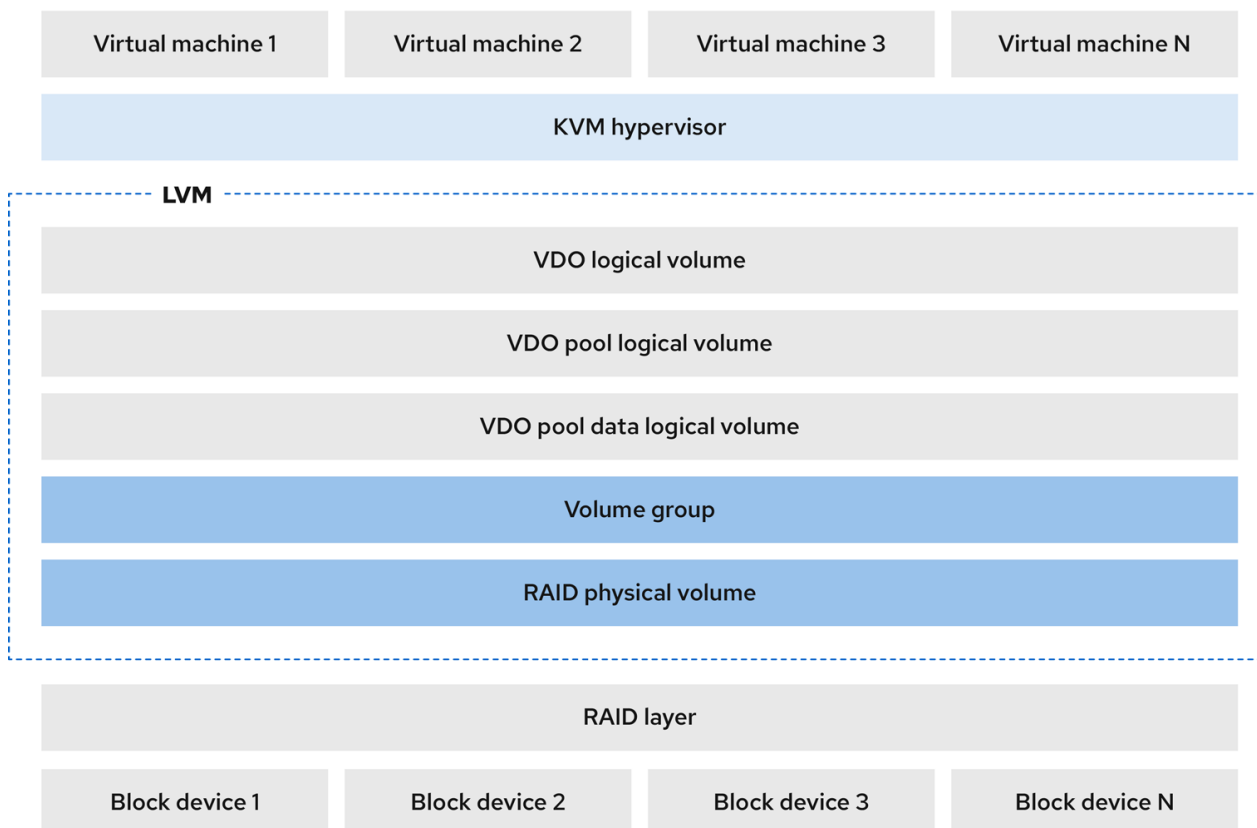 Virtual machine 1
Virtual machine 2
Virtual machine 3
Virtual machine N
KVM hypervisor
LVM
VDO logical volume
VDO pool logical volume
VDO pool data logical volume
Volume group
RAID physical volume
RAID layer
Block device 1
Block device 2
Block device 3
Block device N